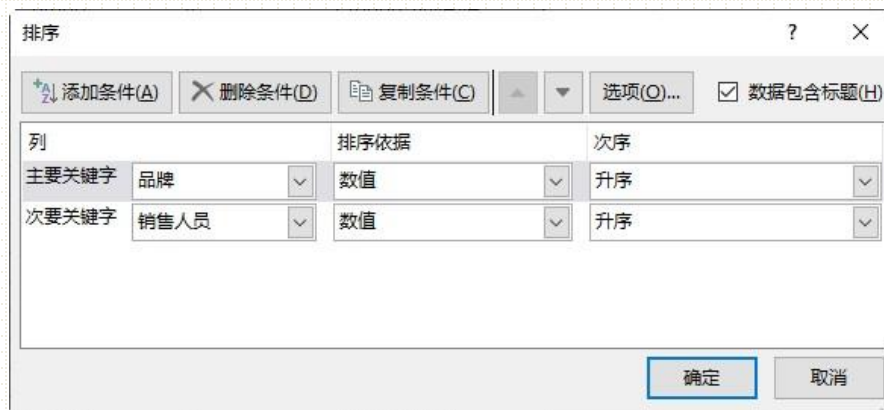 排序 ?
添加条件(A) 删除条件(D) 复制条件(C) 选项(O)... 数据包含标题(H)
列 排序依据 次序
主要关键字 品牌 数值 升序
次要关键字 销售人员 数值 升序
确定 取消